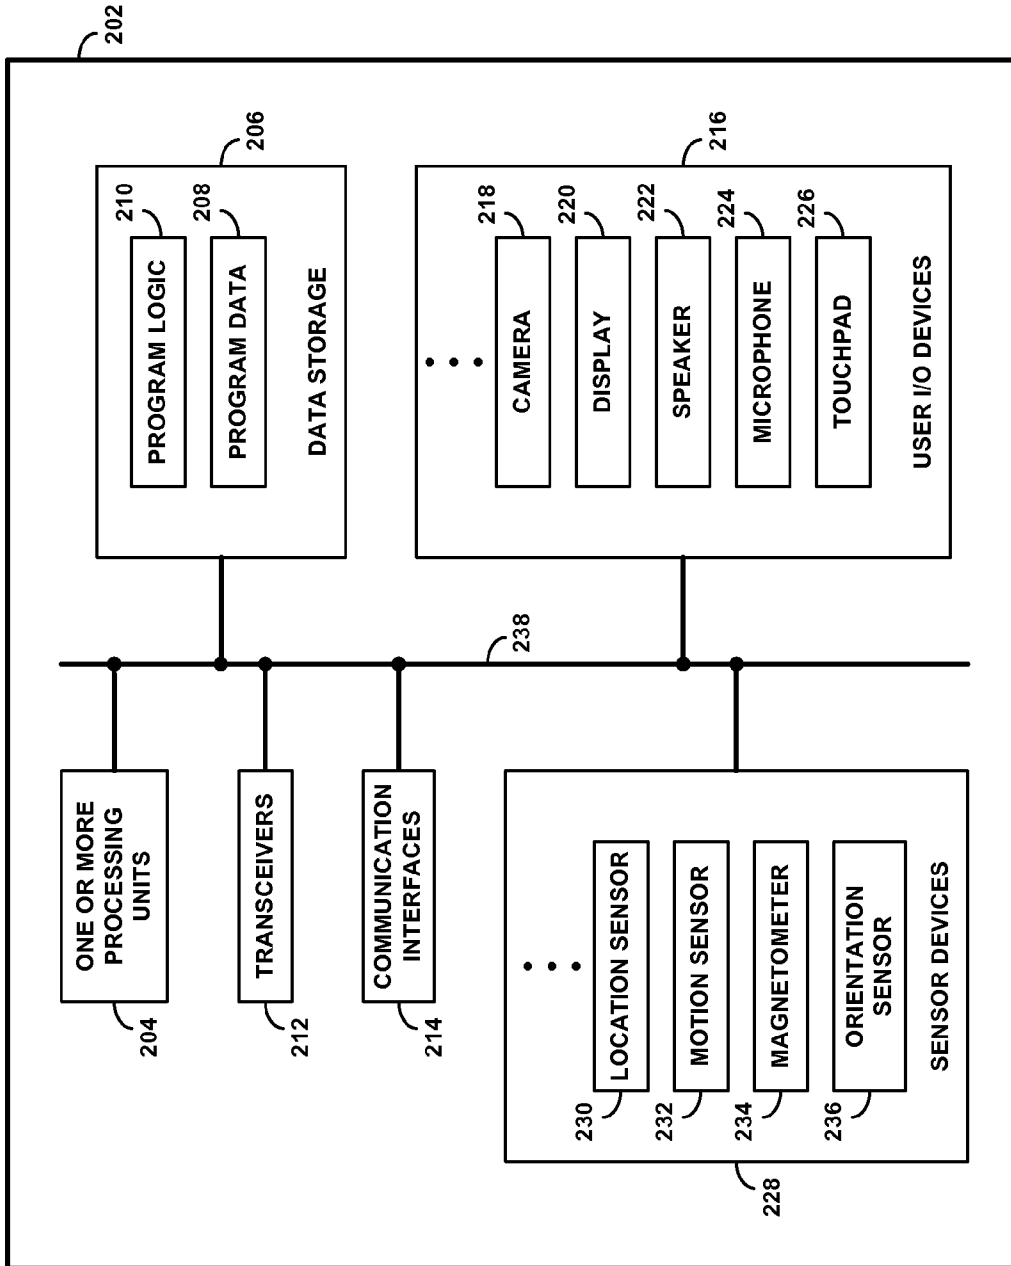 202
ONE OR MORE
PROCESSING
UNITS
204
TRANSCEIVERS
212
COMMUNICATION
INTERFACES
214
238
206
210
PROGRAM LOGIC
208
PROGRAM DATA
DATA STORAGE
216
218
CAMERA
220
DISPLAY
222
SPEAKER
224
MICROPHONE
226
TOUCHPAD
USER I/O DEVICES
LOCATION SENSOR
230
MOTION SENSOR
232
MAGNETOMETER
234
ORIENTATION
SENSOR
236
SENSOR DEVICES
228